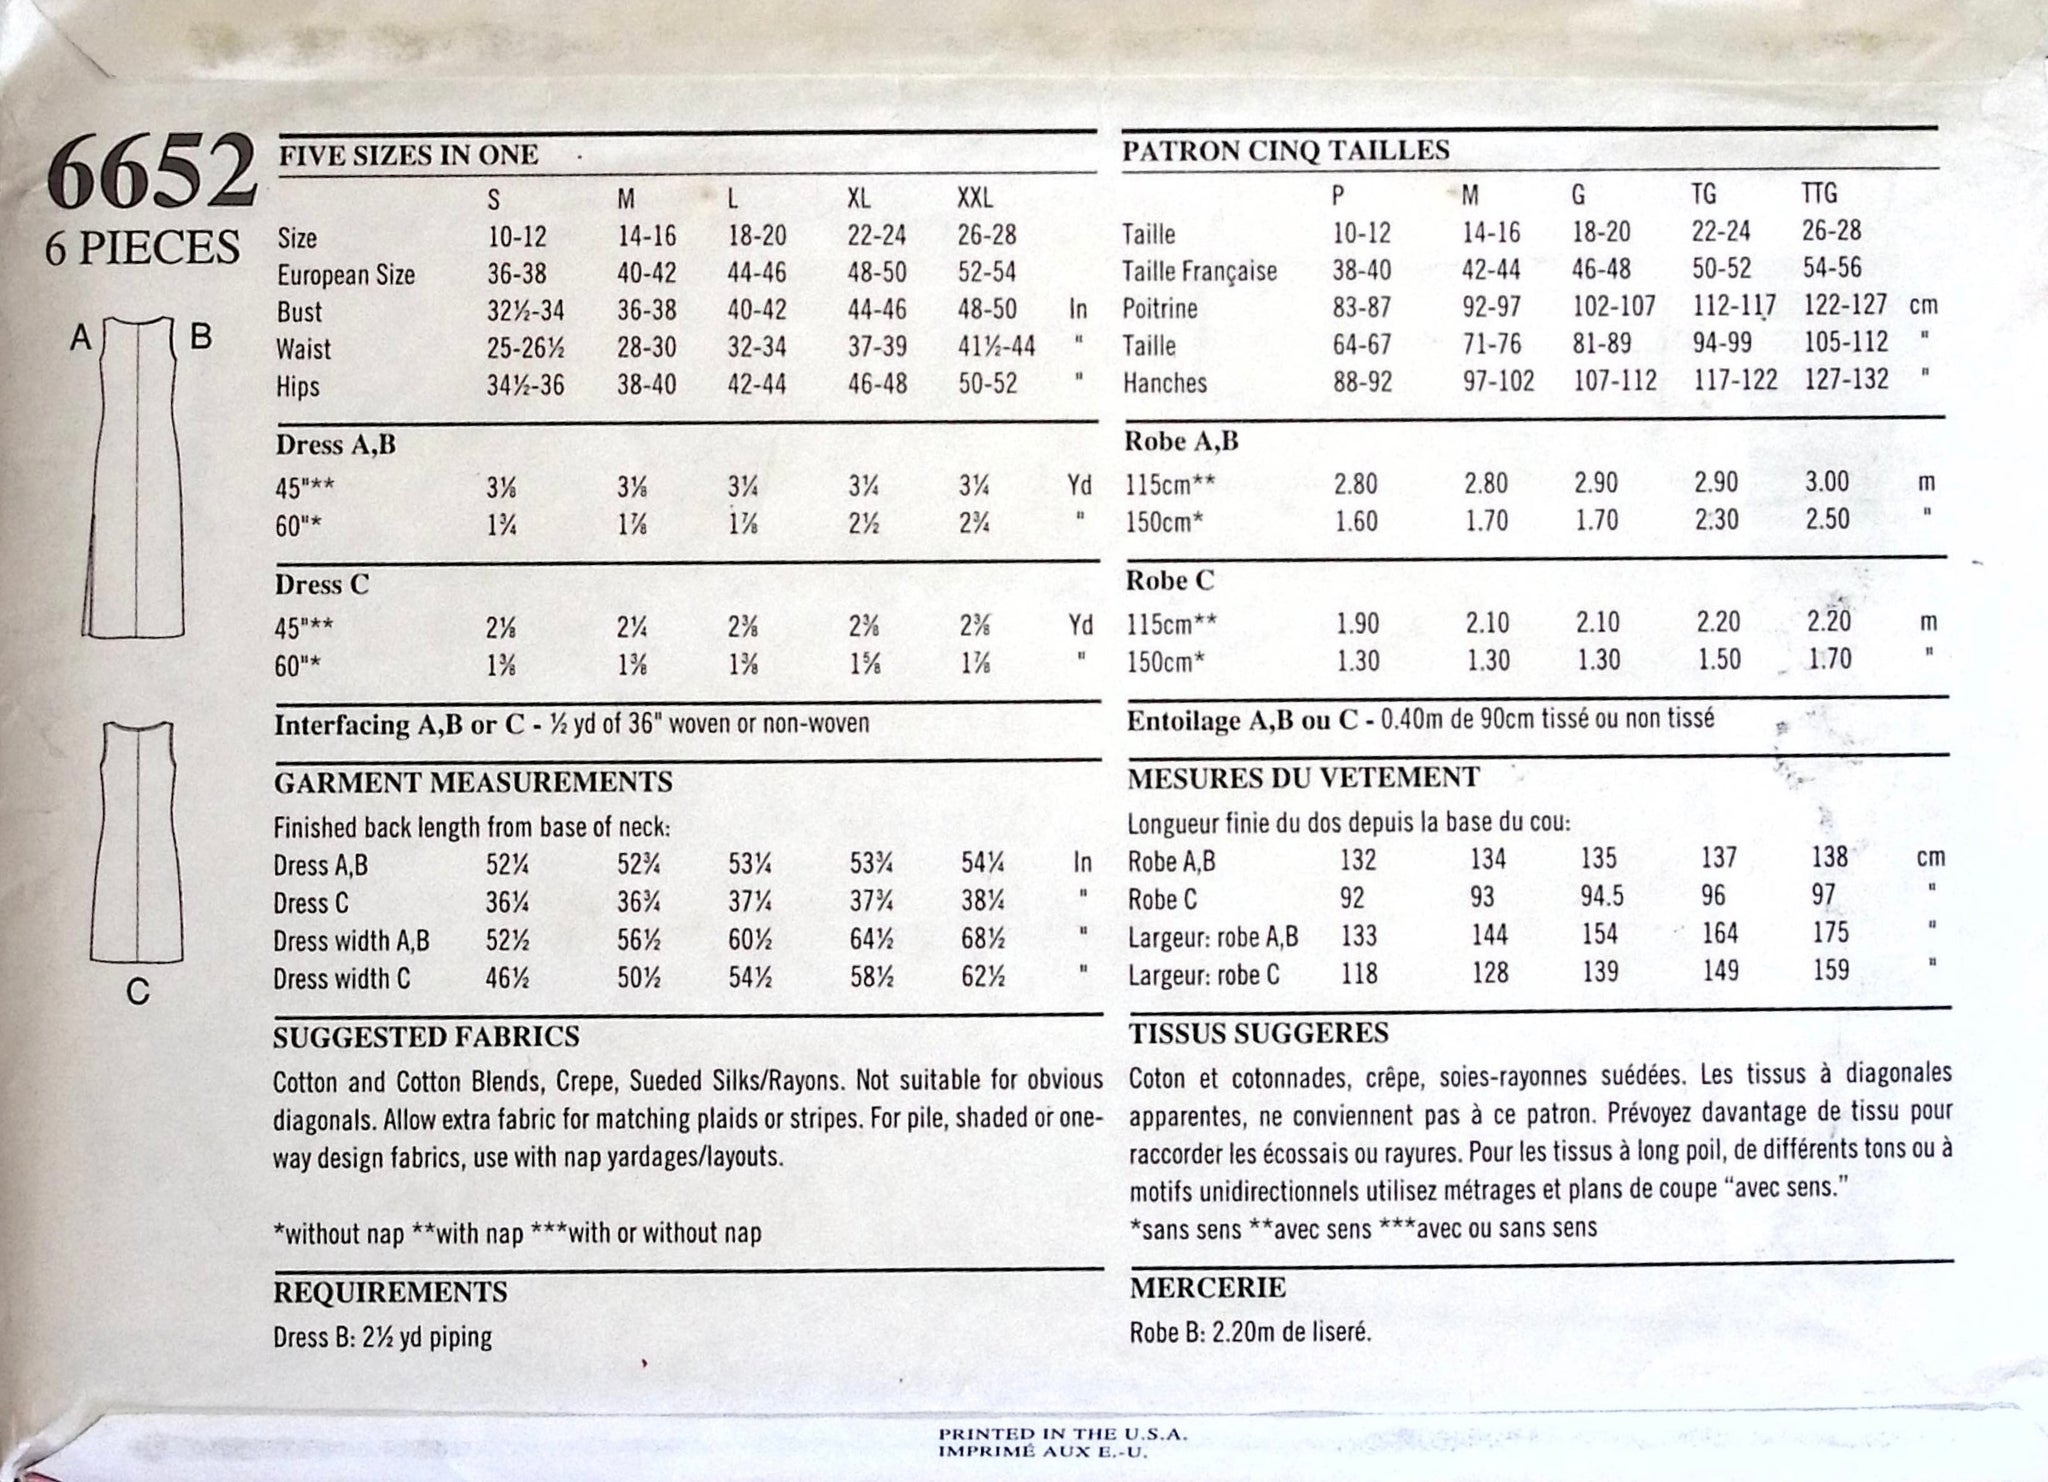 6652
6 PIECES
A
B
C
FIVE SIZES IN ONE
S M L XL XXL
Size 10-12 14-16 18-20 22-24 26-28
European Size 36-38 40-42 44-46 48-50 52-54
Bust 32½-34 36-38 40-42 44-46 48-50 In
Waist 25-26½ 28-30 32-34 37-39 41½-44 "
Hips 34½-36 38-40 42-44 46-48 50-52 "
Dress A,B
45"** 3⅛ 3⅛ 3¼ 3¼ 3¼ Yd
60"* 1¾ 1⅞ 1⅞ 2½ 2¾ "
Dress C
45"** 2⅛ 2¼ 2⅜ 2⅜ 2⅜ Yd
60"* 1⅜ 1⅜ 1⅜ 1⅝ 1⅞ "
Interfacing A,B or C - ½ yd of 36" woven or non-woven
GARMENT MEASUREMENTS
Finished back length from base of neck:
Dress A,B 52¼ 52¾ 53¼ 53¾ 54¼ In
Dress C 36¼ 36¾ 37¼ 37¾ 38¼ "
Dress width A,B 52½ 56½ 60½ 64½ 68½ "
Dress width C 46½ 50½ 54½ 58½ 62½ "
SUGGESTED FABRICS
Cotton and Cotton Blends, Crepe, Sueded Silks/Rayons. Not suitable for obvious
diagonals. Allow extra fabric for matching plaids or stripes. For pile, shaded or one-
way design fabrics, use with nap yardages/layouts.
*without nap **with nap ***with or without nap
REQUIREMENTS
Dress B: 2½ yd piping
PATRON CINQ TAILLES
P M G TG TTG
Taille 10-12 14-16 18-20 22-24 26-28
Taille Française 38-40 42-44 46-48 50-52 54-56
Poitrine 83-87 92-97 102-107 112-117 122-127 cm
Taille 64-67 71-76 81-89 94-99 105-112 "
Hanches 88-92 97-102 107-112 117-122 127-132 "
Robe A,B
115cm** 2.80 2.80 2.90 2.90 3.00 m
150cm* 1.60 1.70 1.70 2.30 2.50 "
Robe C
115cm** 1.90 2.10 2.10 2.20 2.20 m
150cm* 1.30 1.30 1.30 1.50 1.70 "
Entoilage A,B ou C - 0.40m de 90cm tissé ou non tissé
MESURES DU VETEMENT
Longueur finie du dos depuis la base du cou:
Robe A,B 132 134 135 137 138 cm
Robe C 92 93 94.5 96 97 "
Largeur: robe A,B 133 144 154 164 175 "
Largeur: robe C 118 128 139 149 159 "
TISSUS SUGGERES
Coton et cotonnades, crêpe, soies-rayonnes suédées. Les tissus à diagonales
apparentes, ne conviennent pas à ce patron. Prévoyez davantage de tissu pour
raccorder les écossais ou rayures. Pour les tissus à long poil, de différents tons ou à
motifs unidirectionnels utilisez métrages et plans de coupe “avec sens.”
*sans sens **avec sens ***avec ou sans sens
MERCERIE
Robe B: 2.20m de liseré.
PRINTED IN THE U.S.A.
IMPRIMÉ AUX E.-U.